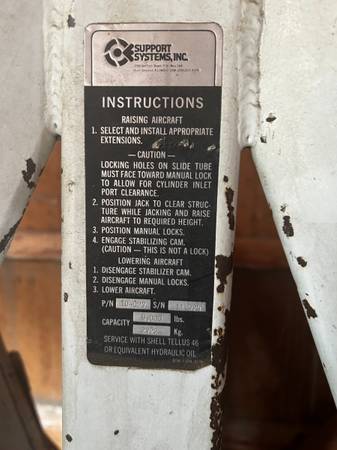 SUPPORT
SYSTEMS, INC.
INSTRUCTIONS
RAISING AIRCRAFT
1. SELECT AND INSTALL APPROPRIATE
EXTENSIONS.
—CAUTION—
LOCKING HOLES ON SLIDE TUBE
MUST FACE TOWARD MANUAL LOCK
TO ALLOW FOR CYLINDER INLET
PORT CLEARANCE.
2. POSITION JACK TO CLEAR STRUC-
TURE WHILE JACKING AND RAISE
AIRCRAFT TO REQUIRED HEIGHT.
3. POSITION MANUAL LOCKS.
4. ENGAGE STABILIZING CAM.
(CAUTION — THIS IS NOT A LOCK)
LOWERING AIRCRAFT
1. DISENGAGE STABILIZER CAM.
2. DISENGAGE MANUAL LOCKS.
3. LOWER AIRCRAFT.
P/N S/N
CAPACITY lbs.
Kg.
SERVICE WITH SHELL TELLUS 46
OR EQUIVALENT HYDRAULIC OIL